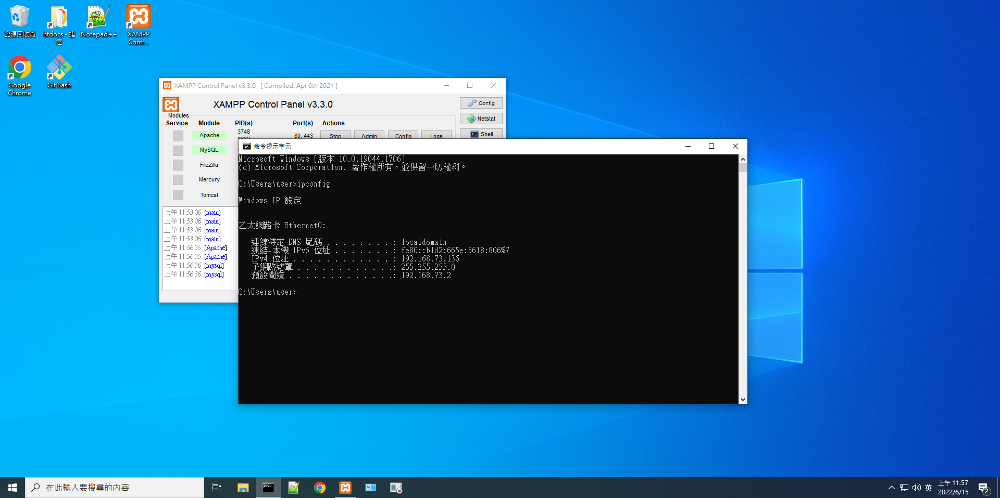 資源回收筒
htdocs - 捷
徑
Notepad++
XAMPP
Contr...
Google
Chrome
Git Bash
XAMPP Control Panel v3.3.0 [ Compiled: Apr 6th 2021 ]
XAMPP Control Panel v3.3.0
Config
Netstat
Shell
Modules
Service Module PID(s) Port(s) Actions
Apache 3748 80, 443 Stop Admin Config Logs
MySQL
FileZilla
Mercury
Tomcat
上午 11:53:06 [main]
上午 11:53:06 [main]
上午 11:53:06 [main]
上午 11:53:06 [main]
上午 11:56:35 [Apache]
上午 11:56:35 [Apache]
上午 11:56:36 [mysql]
上午 11:56:36 [mysql]
命令提示字元
Microsoft Windows [版本 10.0.19044.1706]
(c) Microsoft Corporation. 著作權所有，並保留一切權利。
C:\Users\user>ipconfig
Windows IP 設定
乙太網路卡 Ethernet0:
連線特定 DNS 尾碼 . . . . . . . . : localdomain
連結-本機 IPv6 位址 . . . . . . . : fe80::b1d2:665e:5618:806%7
IPv4 位址 . . . . . . . . . . . . : 192.168.73.136
子網路遮罩 . . . . . . . . . . . .: 255.255.255.0
預設閘道 . . . . . . . . . . . . .: 192.168.73.2
C:\Users\user>
在此輸入要搜尋的內容
英
上午 11:57
2022/6/15
2